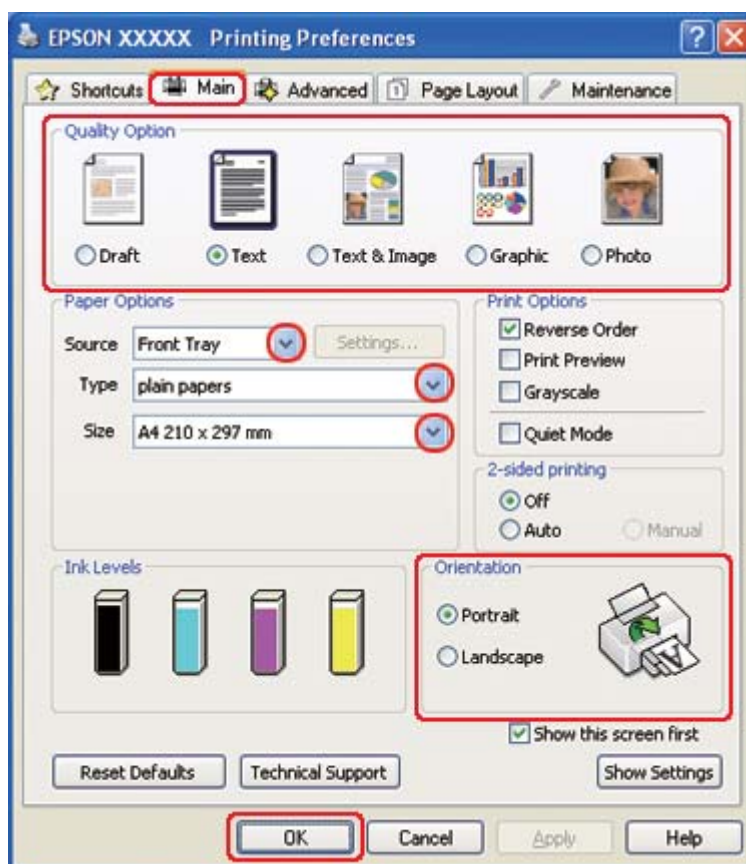 EPSON XXXXX Printing Preferences
Shortcuts Main Advanced Page Layout Maintenance
Quality Option
Draft Text Text & Image Graphic Photo
Paper Options
Source Front Tray Settings...
Type plain papers
Size A4 210 x 297 mm
Print Options
Reverse Order
Print Preview
Grayscale
Quiet Mode
2-sided printing
Off
Auto Manual
Ink Levels
Orientation
Portrait
Landscape
Show this screen first
Reset Defaults Technical Support Show Settings
OK Cancel Apply Help